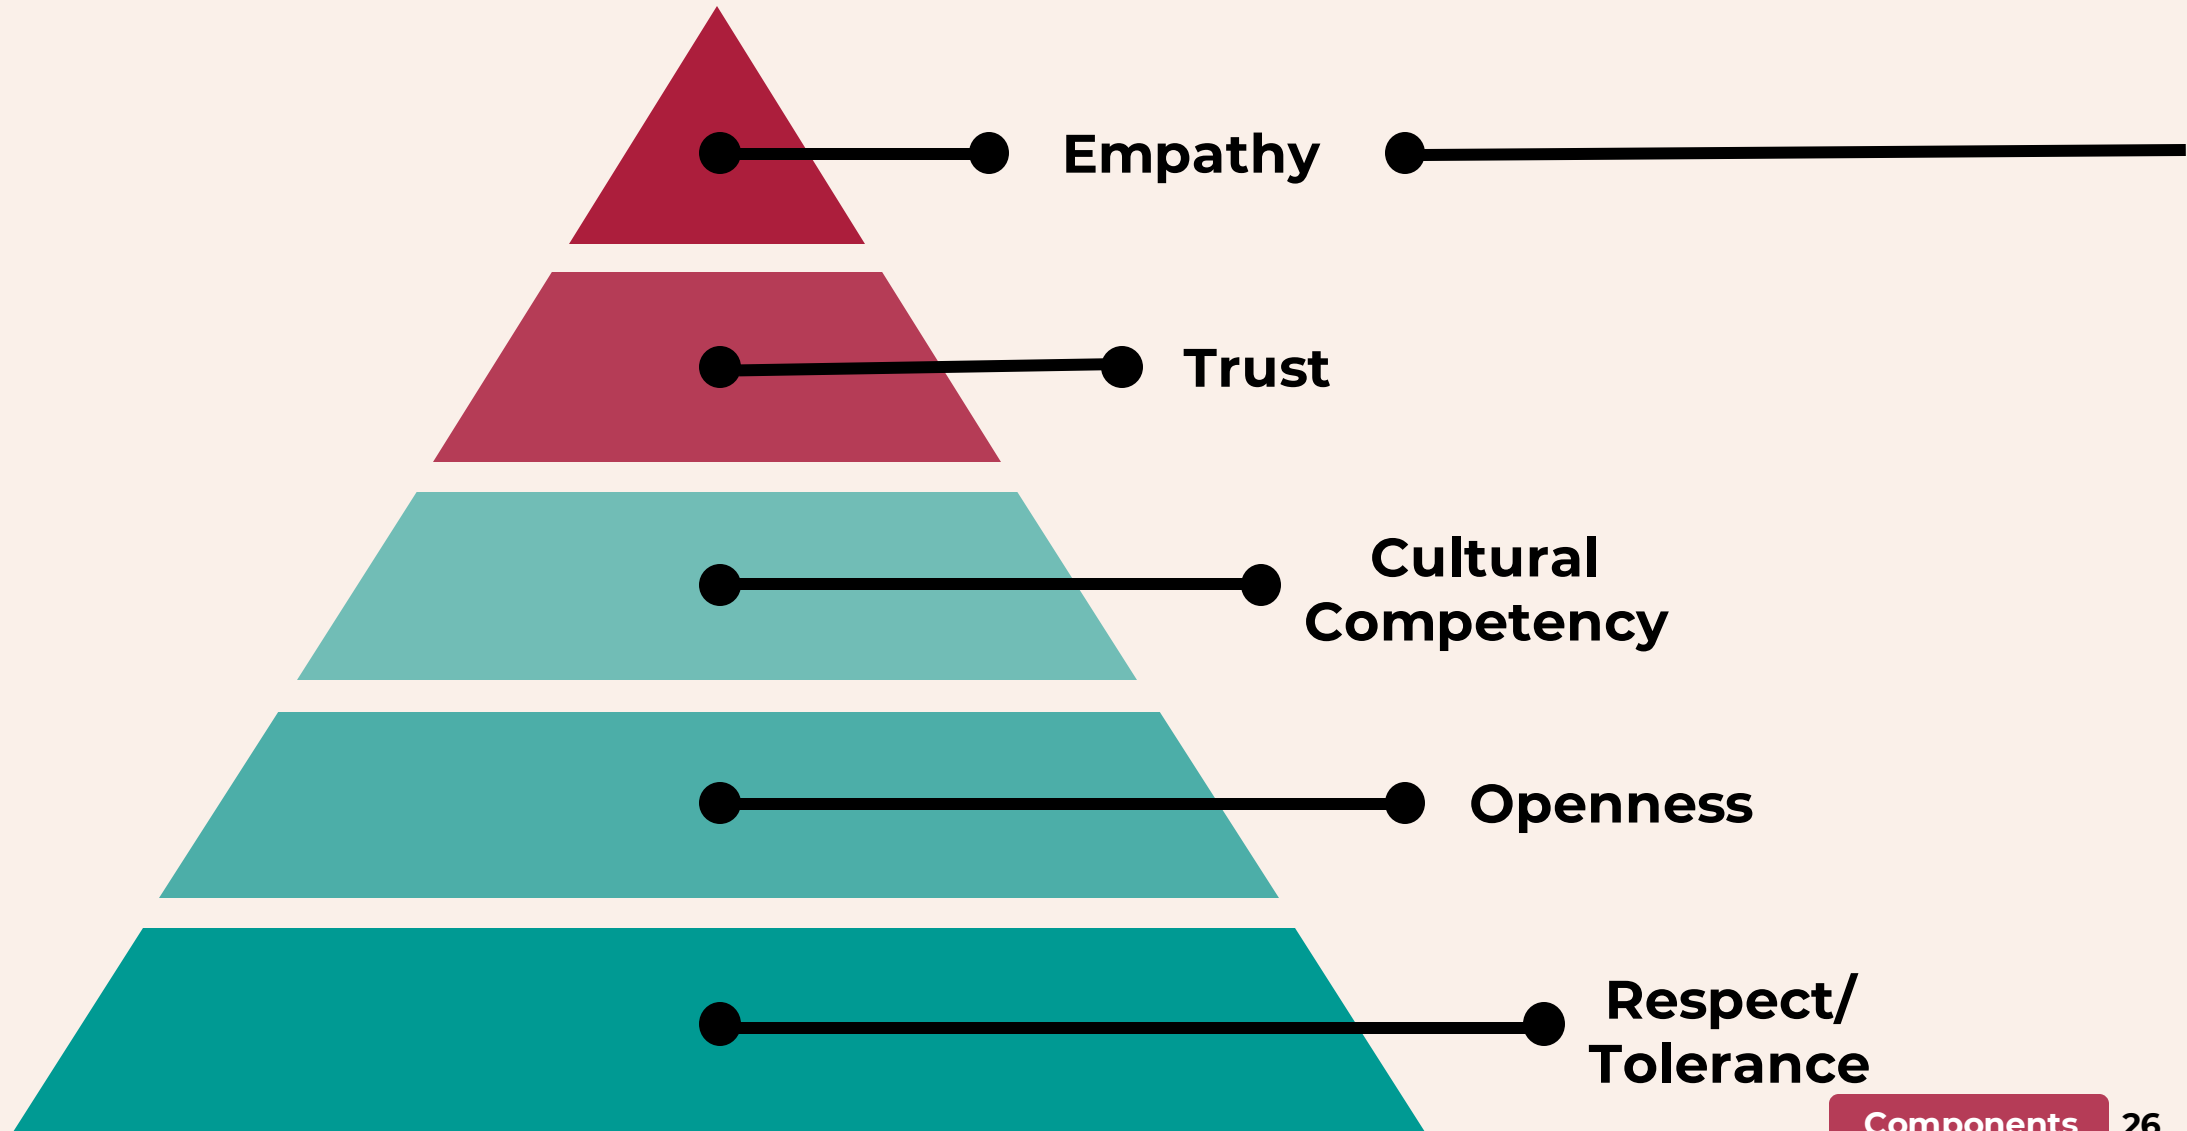 Empathy
Trust
Cultural
Competency
Openness
Respect/
Tolerance
Components 26